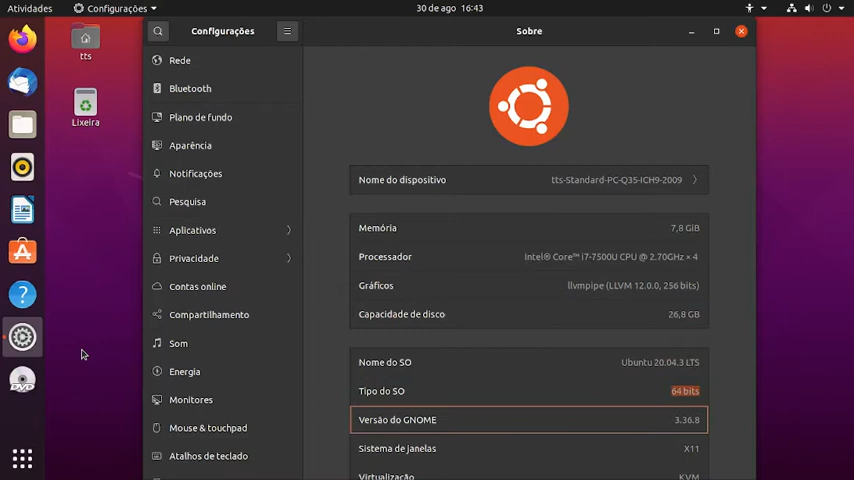 Atividades
Configurações
30 de ago 16:43
tts
Lixeira
Configurações
Rede
Bluetooth
Plano de fundo
Aparência
Notificações
Pesquisa
Aplicativos
Privacidade
Contas online
Compartilhamento
Som
Energia
Monitores
Mouse & touchpad
Atalhos de teclado
Sobre
Nome do dispositivo tts-Standard-PC-Q35-ICH9-2009
Memória 7,8 GiB
Processador Intel® Core™ i7-7500U CPU @ 2.70GHz × 4
Gráficos llvmpipe (LLVM 12.0.0, 256 bits)
Capacidade de disco 26,8 GB
Nome do SO Ubuntu 20.04.3 LTS
Tipo do SO 64 bits
Versão do GNOME 3.36.8
Sistema de janelas X11
Virtualização KVM
DVD